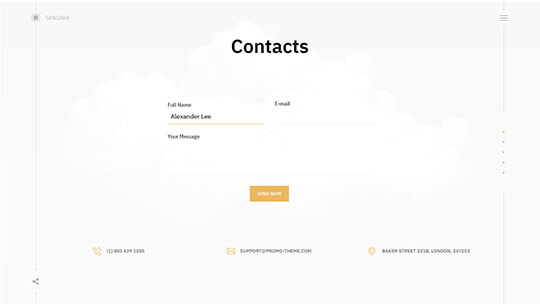 SANSARA
Contacts
Full Name
E-mail
Alexander Lee
Your Message
SEND NOW
(1) 800 439 5288
SUPPORT@PROMO-THEME.COM
BAKER STREET 221B, LONDON, 247253